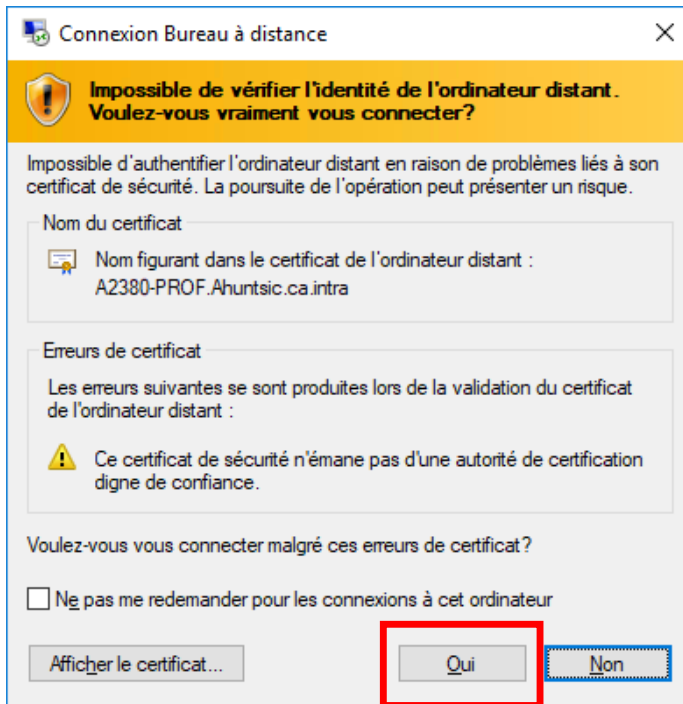 Connexion Bureau à distance
Impossible de vérifier l'identité de l'ordinateur distant.
Voulez-vous vraiment vous connecter?
Impossible d'authentifier l'ordinateur distant en raison de problèmes liés à son
certificat de sécurité. La poursuite de l'opération peut présenter un risque.
Nom du certificat
Nom figurant dans le certificat de l'ordinateur distant :
A2380-PROF.Ahuntsic.ca.intra
Erreurs de certificat
Les erreurs suivantes se sont produites lors de la validation du certificat
de l'ordinateur distant :
Ce certificat de sécurité n'émane pas d'une autorité de certification
digne de confiance.
Voulez-vous vous connecter malgré ces erreurs de certificat?
Ne pas me redemander pour les connexions à cet ordinateur
Afficher le certificat...
Oui
Non